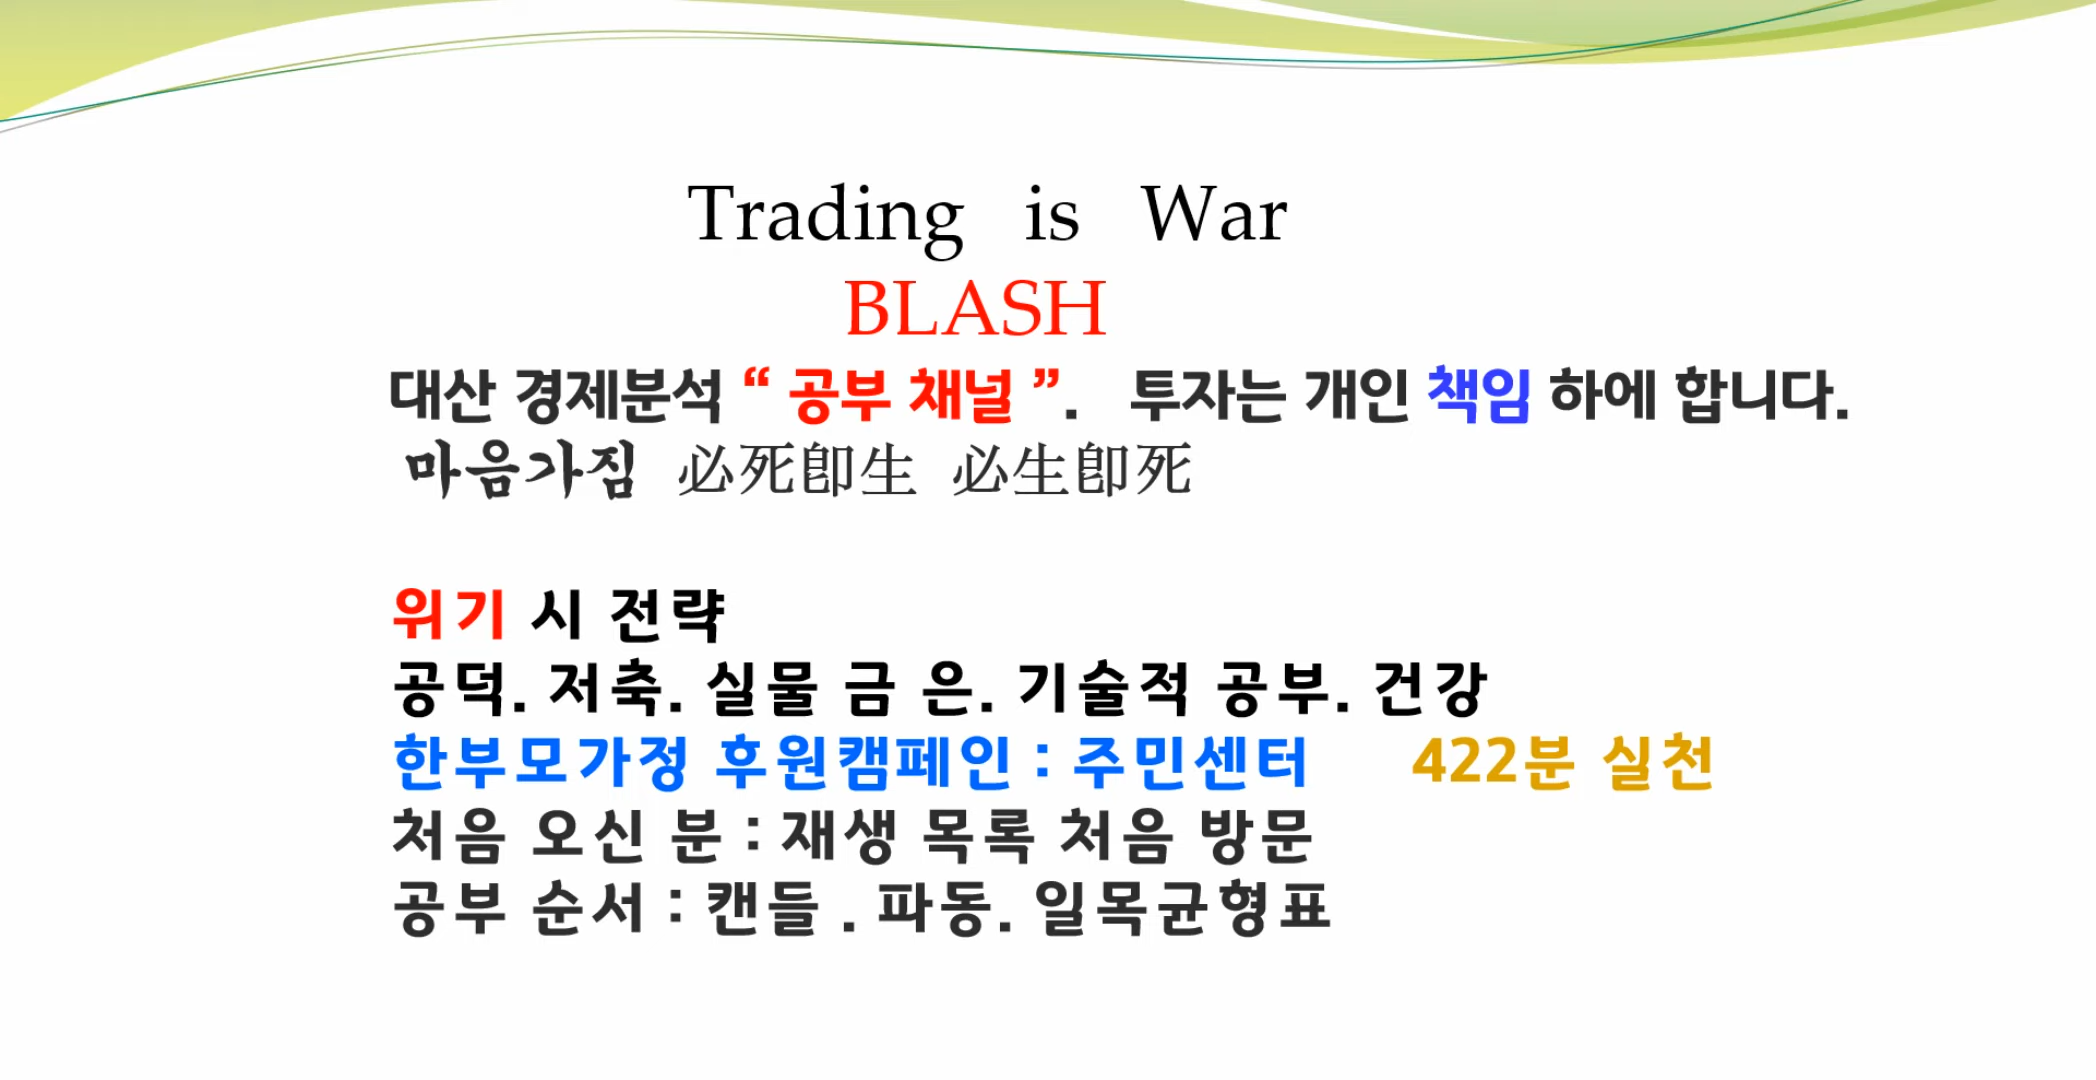 Trading is War
BLASH
대산 경제분석 “ 공부 채널 ”. 투자는 개인 책임 하에 합니다.
마음가짐 必死卽生 必生卽死
위기 시 전략
공덕. 저축. 실물 금 은. 기술적 공부. 건강
한부모가정 후원캠페인 : 주민센터 422분 실천
처음 오신 분 : 재생 목록 처음 방문
공부 순서 : 캔들 . 파동. 일목균형표